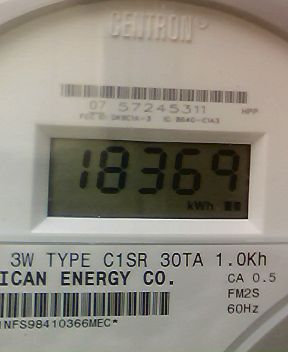 CENTRON®
07 57245311 HPP
18369
kWh
3W TYPE C1SR 30TA 1.0Kh
ICAN ENERGY CO. CA 0.5
FM2S
60Hz
NFS98410366MEC*